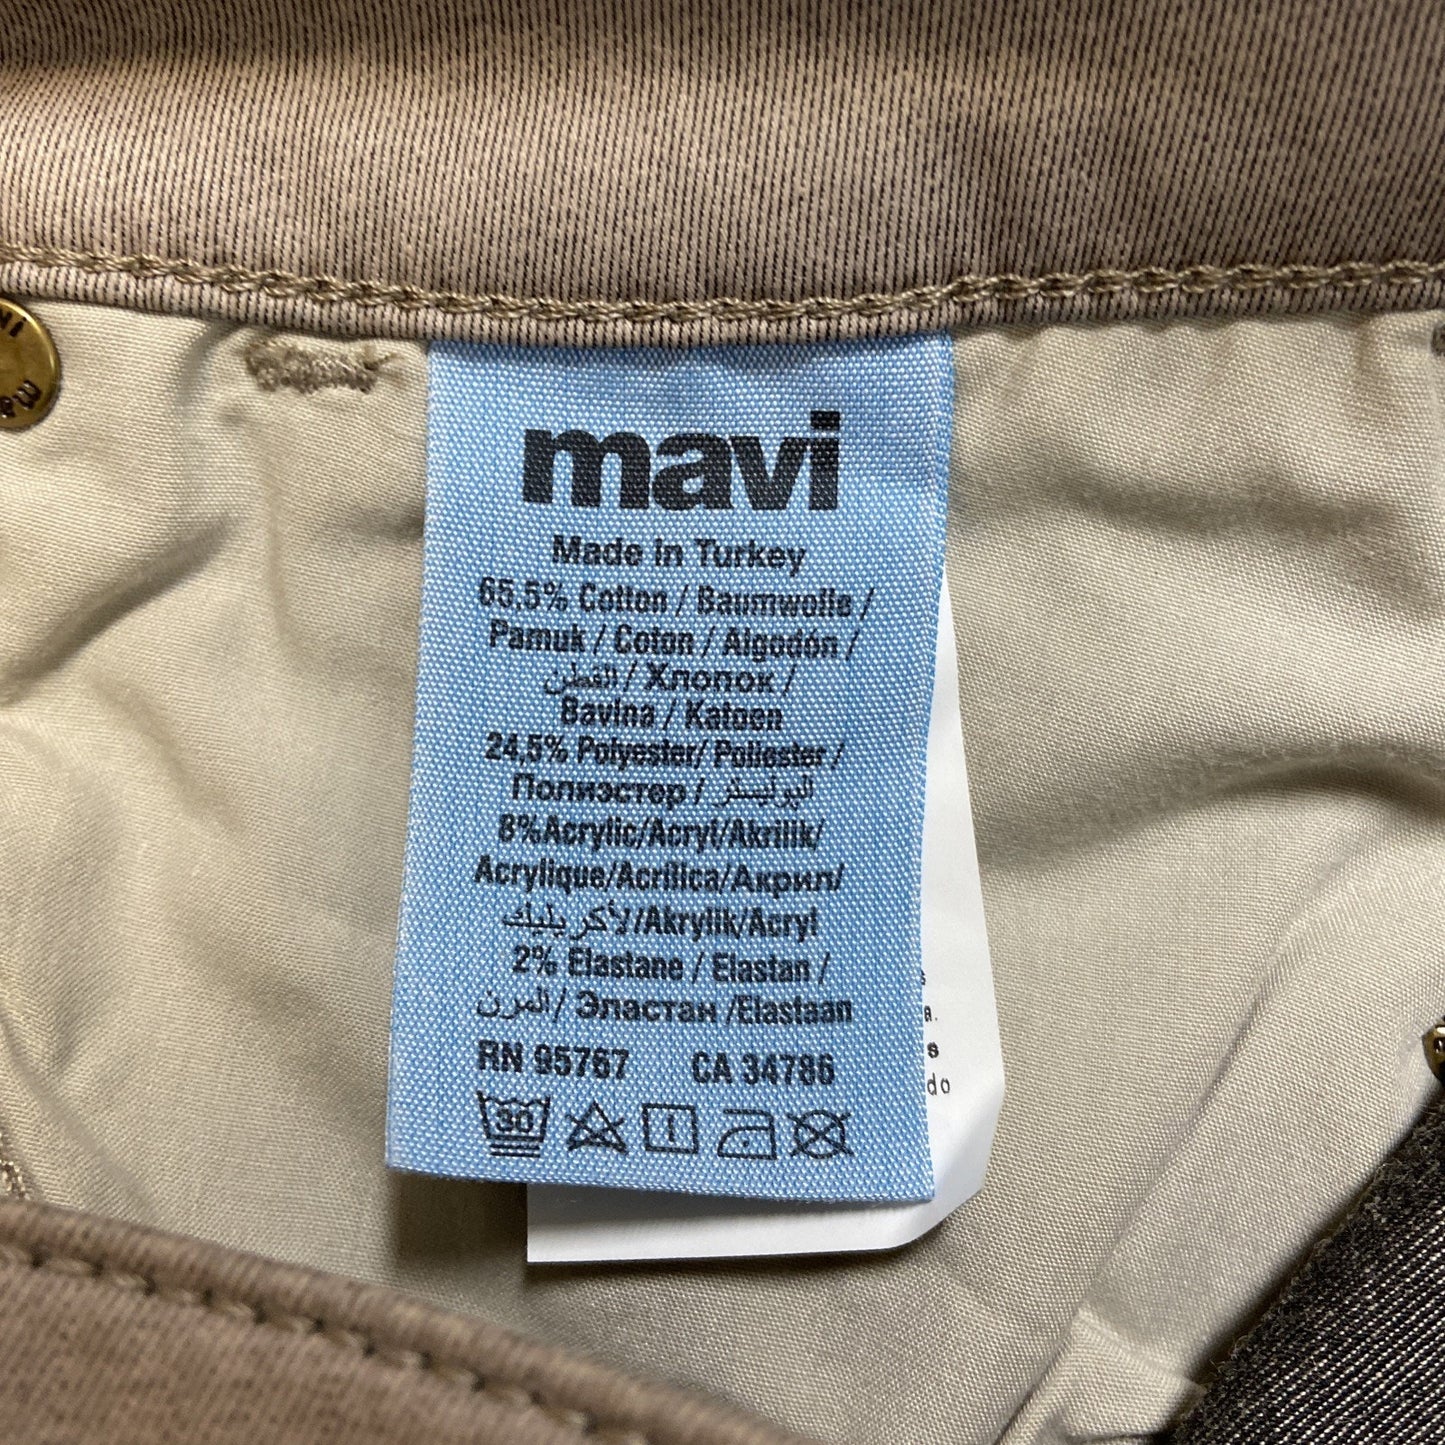 mavi
Made in Turkey
65.5% Cotton / Baumwolle /
Pamuk / Coton / Algodón /
القطن / Хлопок /
Bavlna / Katoen
24,5% Polyester/ Poliester /
Полиэстер / البوليستر
8%Acrylic/Acryl/Akrilik/
Acrylique/Acrilica/Акрил/
لأكريليك/Akrylik/Acryl
2% Elastane / Elastan /
المرن / Эластан /Elastaan
RN 95767 CA 34786
30
do